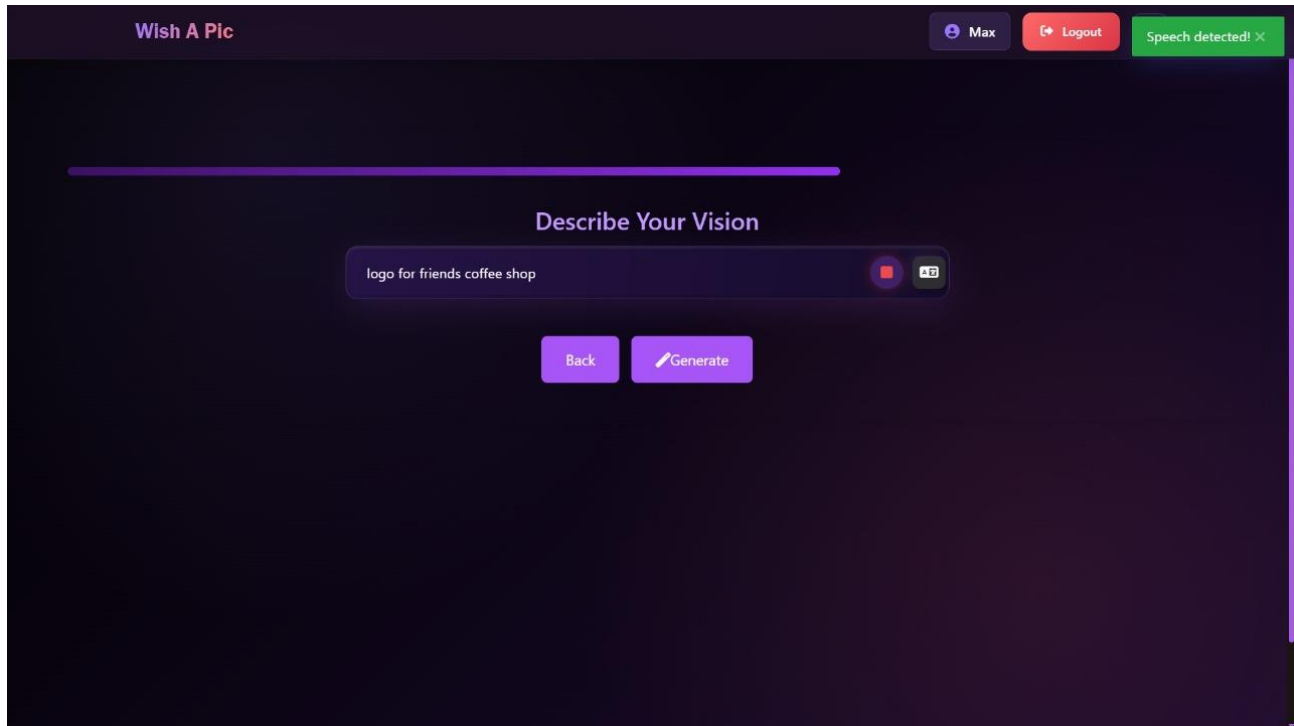 Wish A Pic
Max
Logout
Speech detected! ×
Describe Your Vision
logo for friends coffee shop
Back
Generate